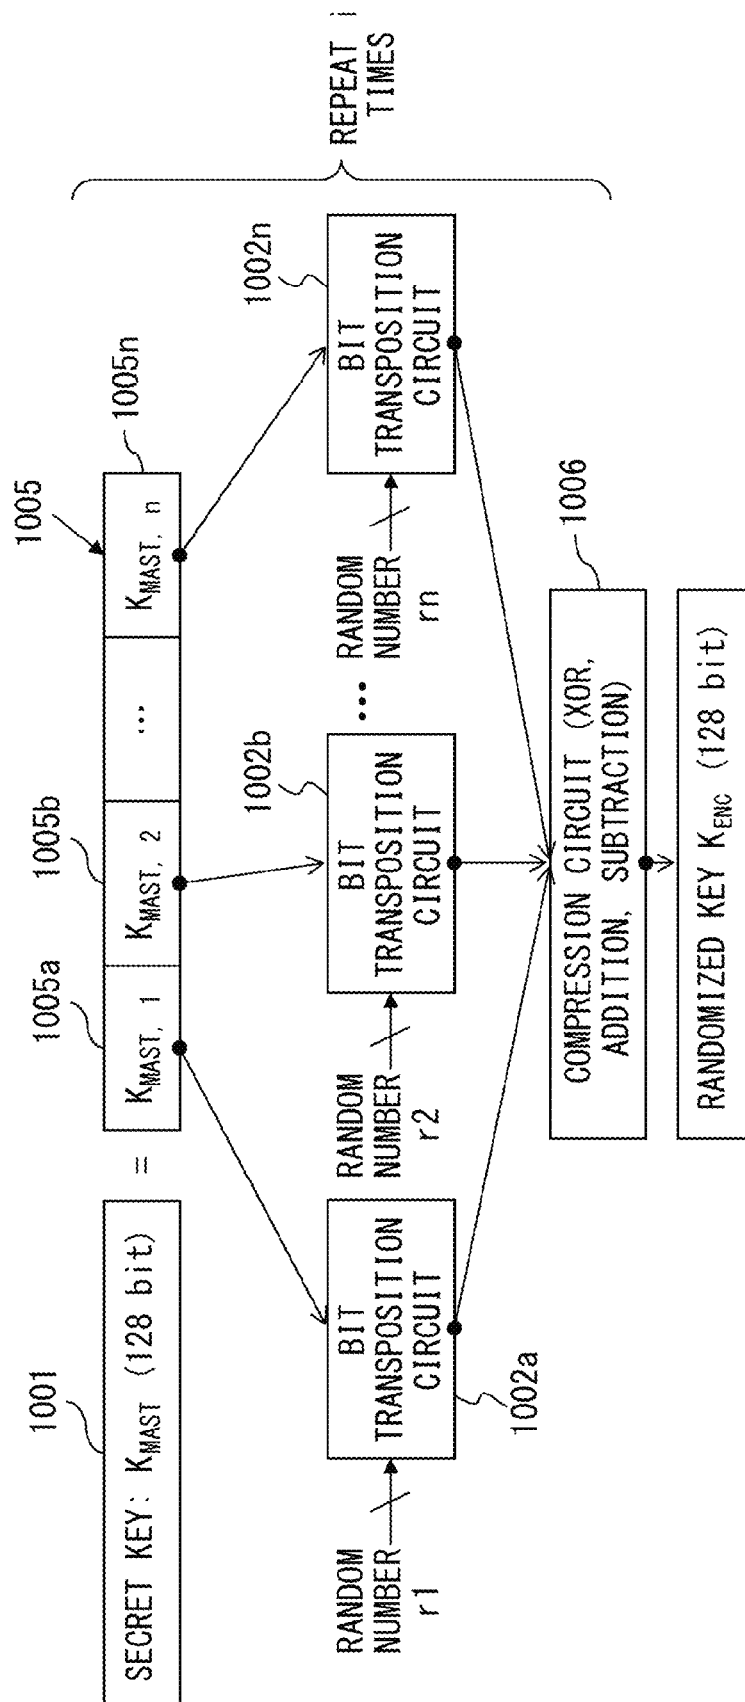 1001
SECRET KEY: K_MAST (128 bit)
=
1005a
1005b
1005
1005n
K_MAST, 1
K_MAST, 2
...
K_MAST, n
REPEAT
TIMES
1002b
1002n
RANDOM
NUMBER
r1
BIT
TRANSPOSITION
CIRCUIT
1002a
RANDOM
NUMBER
r2
BIT
TRANSPOSITION
CIRCUIT
...
RANDOM
NUMBER
rn
BIT
TRANSPOSITION
CIRCUIT
1006
COMPRESSION CIRCUIT (XOR,
ADDITION, SUBTRACTION)
RANDOMIZED KEY K_ENC (128 bit)